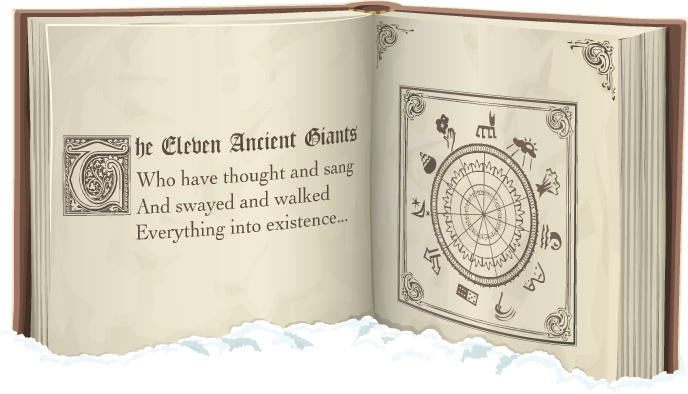 The Eleven Ancient Giants
Who have thought and sang
And swayed and walked
Everything into existence...